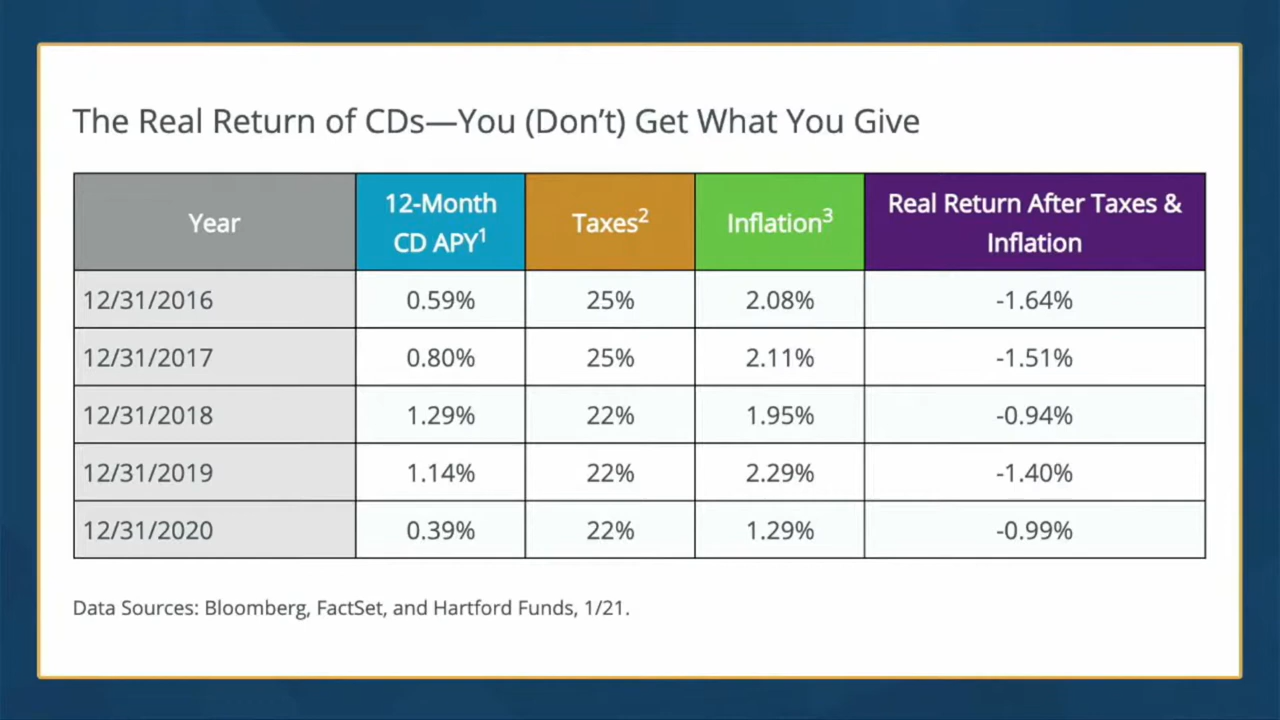 The Real Return of CDs—You (Don't) Get What You Give
Year
12-Month
CD APY1
Taxes2
Inflation3
Real Return After Taxes &
Inflation
12/31/2016 0.59% 25% 2.08% -1.64%
12/31/2017 0.80% 25% 2.11% -1.51%
12/31/2018 1.29% 22% 1.95% -0.94%
12/31/2019 1.14% 22% 2.29% -1.40%
12/31/2020 0.39% 22% 1.29% -0.99%
Data Sources: Bloomberg, FactSet, and Hartford Funds, 1/21.